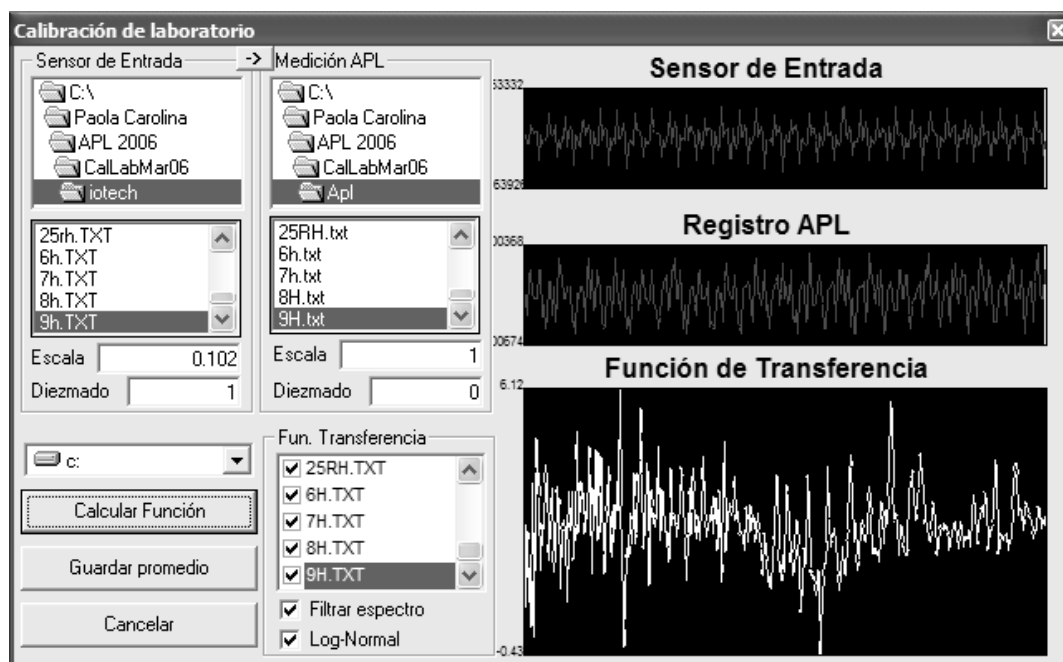 Calibración de laboratorio
Sensor de Entrada
->
Medición APL
C:\
Paola Carolina
APL 2006
CalLabMar06
iotech
C:\
Paola Carolina
APL 2006
CalLabMar06
Apl
25rh.TXT
6h.TXT
7h.TXT
8h.TXT
9h.TXT
25RH.txt
6h.txt
7h.txt
8H.txt
9H.txt
Escala 0.102
Diezmado 1
Escala 1
Diezmado 0
c:
Calcular Función
Guardar promedio
Cancelar
Fun. Transferencia
25RH.TXT
6H.TXT
7H.TXT
8H.TXT
9H.TXT
Filtrar espectro
Log-Normal
Sensor de Entrada
Registro APL
Función de Transferencia
6.12
-0.43